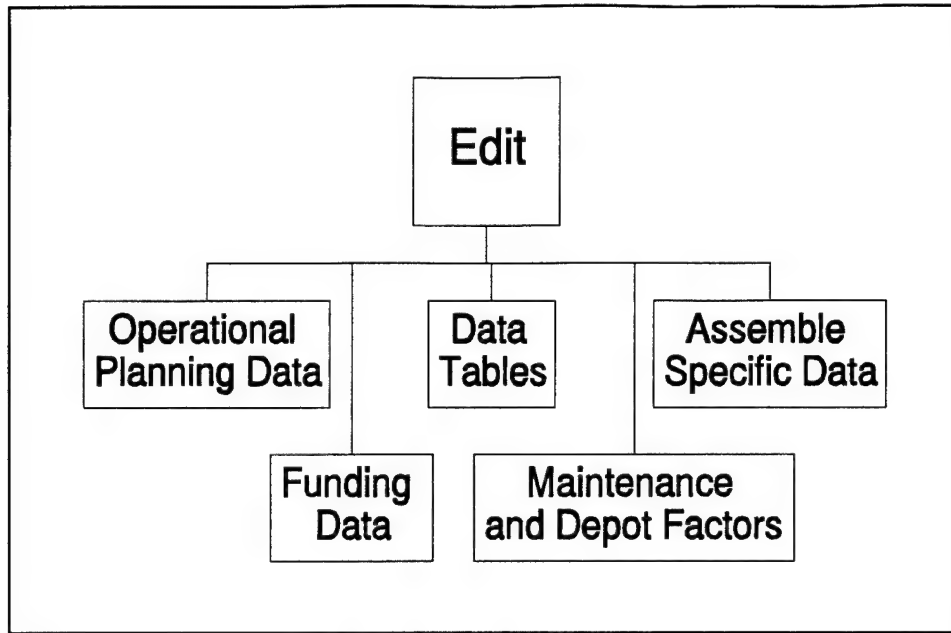 Edit
Operational
Planning Data
Data
Tables
Assemble
Specific Data
Funding
Data
Maintenance
and Depot Factors